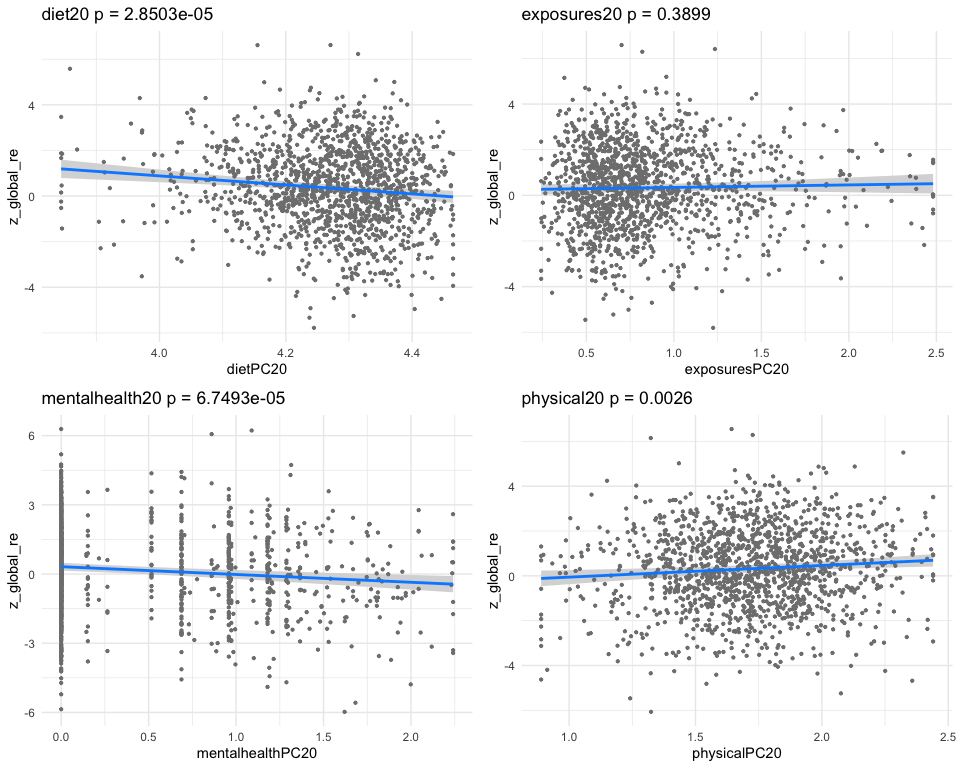 diet20 p = 2.8503e-05
z_global_re
4
0
-4
4.0 4.2 4.4
dietPC20
exposures20 p = 0.3899
z_global_re
4
0
-4
0.5 1.0 1.5 2.0 2.5
exposuresPC20
mentalhealth20 p = 6.7493e-05
z_global_re
6
3
0
-3
-6
0.0 0.5 1.0 1.5 2.0
mentalhealthPC20
physical20 p = 0.0026
z_global_re
4
0
-4
1.0 1.5 2.0 2.5
physicalPC20